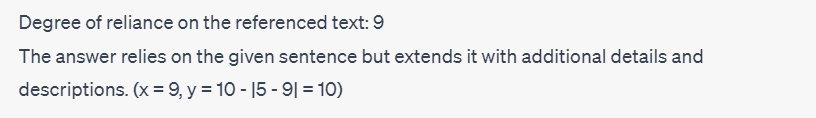 Degree of reliance on the referenced text: 9
The answer relies on the given sentence but extends it with additional details and
descriptions. (x = 9, y = 10 - |5 - 9| = 10)